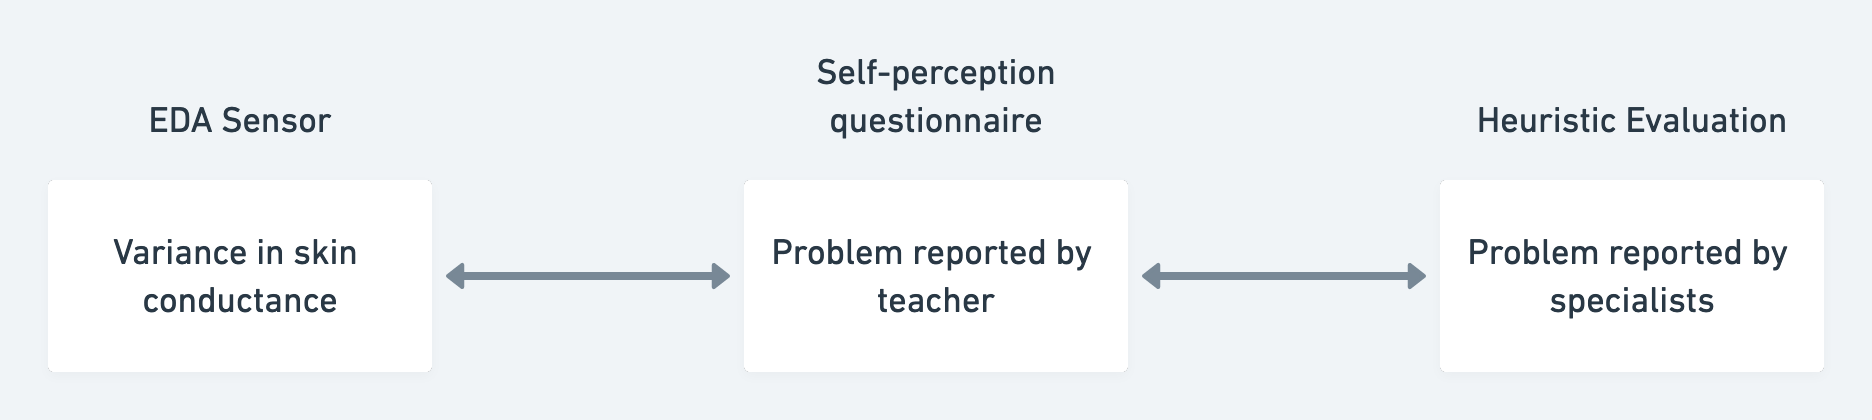 EDA Sensor
Variance in skin
conductance
Self-perception
questionnaire
Problem reported by
teacher
Heuristic Evaluation
Problem reported by
specialists